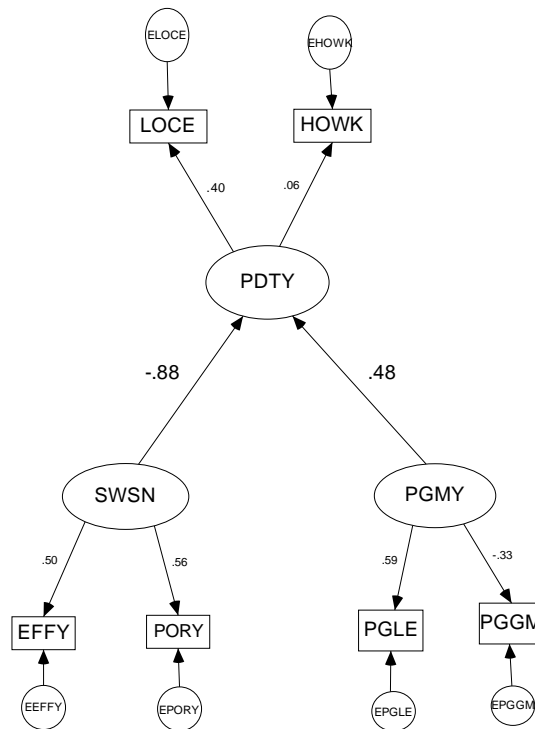 ELOCE
EHOWK
LOCE
HOWK
.40
.06
PDTY
-.88
.48
SWSN
PGMY
.50
.56
.59
-.33
EFFY
PORY
PGLE
PGGM
EEFFY
EPORY
EPGLE
EPGGM